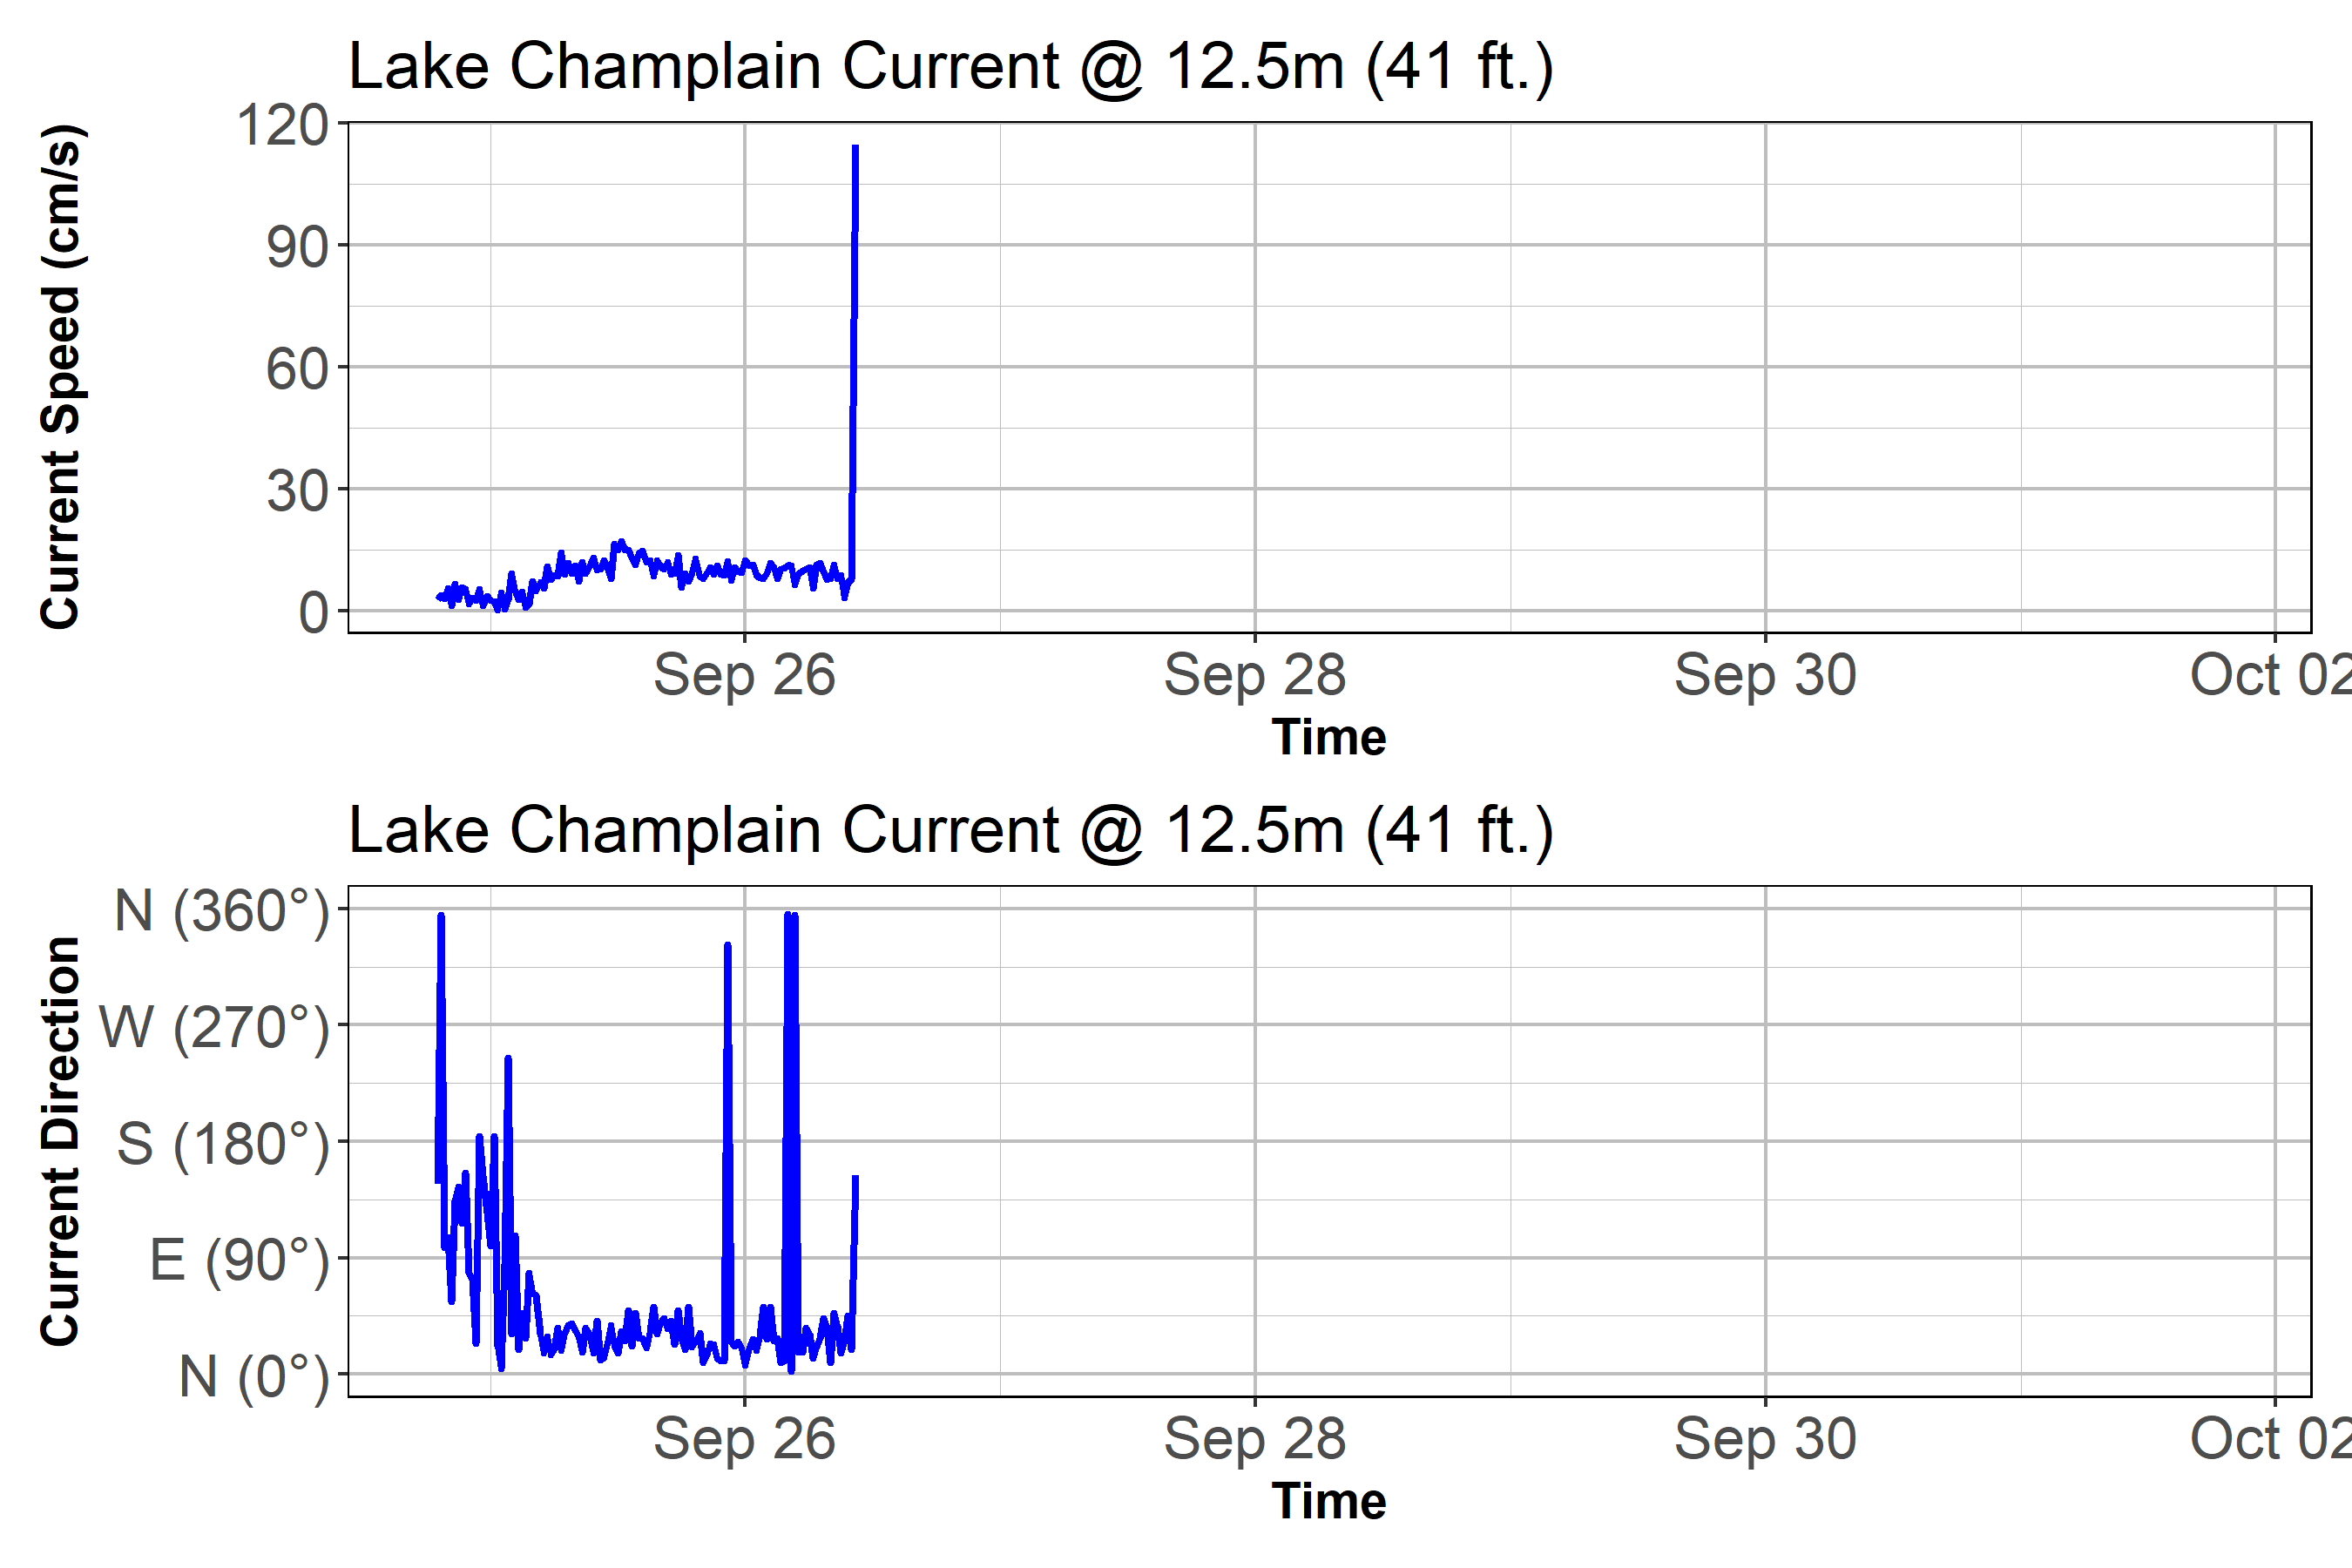 Lake Champlain Current @ 12.5m (41 ft.)
Current Speed (cm/s)
120
90
60
30
0
Sep 26 Sep 28 Sep 30 Oct 02
Time
Lake Champlain Current @ 12.5m (41 ft.)
Current Direction
N (360°)
W (270°)
S (180°)
E (90°)
N (0°)
Sep 26 Sep 28 Sep 30 Oct 02
Time